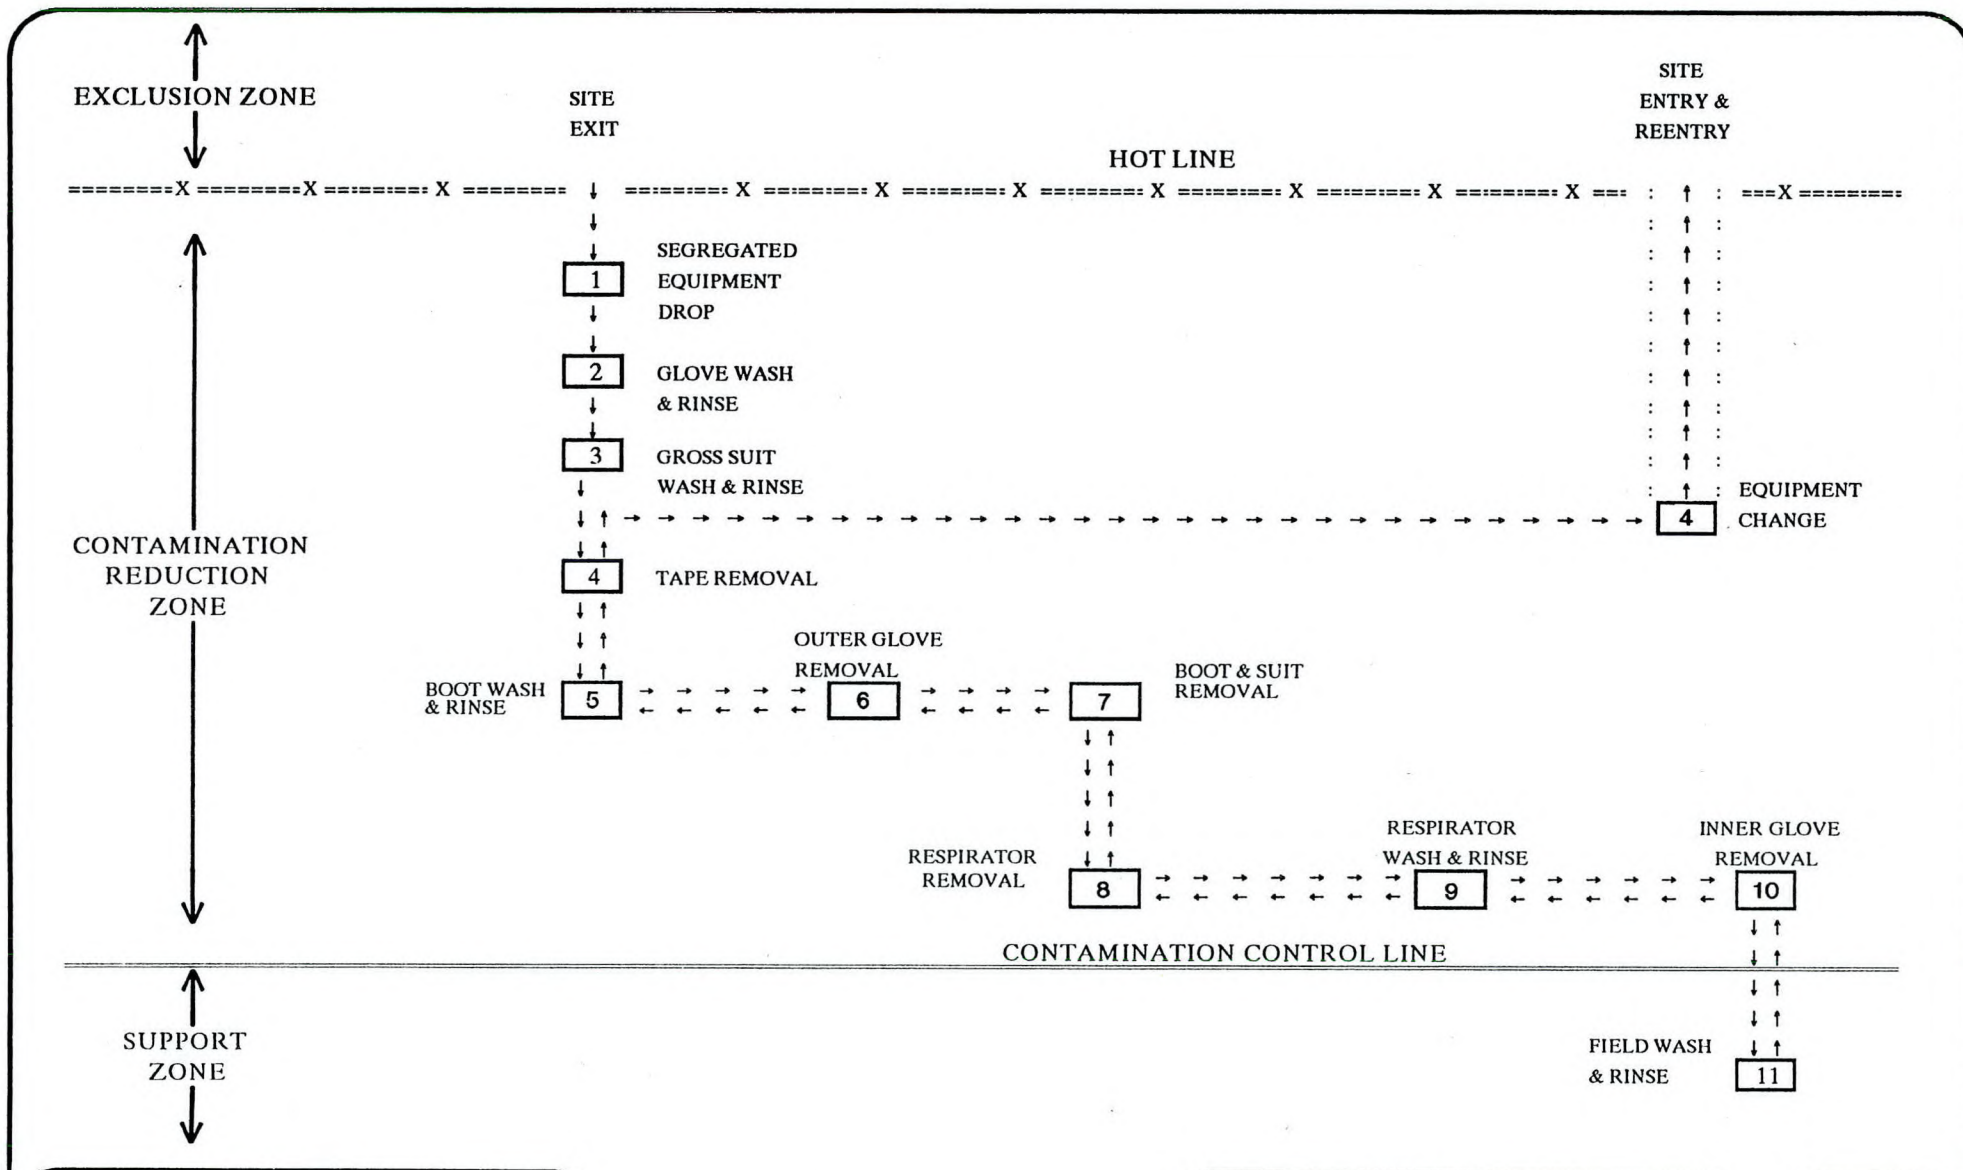 EXCLUSION ZONE
SITE
EXIT
SITE
ENTRY &
REENTRY
HOT LINE
========X ========X ========X ======== ======== X ======== X ======== X ======== X ======== X ======== X ======== X === ===X ========
1
SEGREGATED
EQUIPMENT
DROP
2
GLOVE WASH
& RINSE
3
GROSS SUIT
WASH & RINSE
4
EQUIPMENT
CHANGE
CONTAMINATION
REDUCTION
ZONE
4
TAPE REMOVAL
BOOT WASH
& RINSE
5
OUTER GLOVE
REMOVAL
6
7
BOOT & SUIT
REMOVAL
RESPIRATOR
REMOVAL
8
RESPIRATOR
WASH & RINSE
9
INNER GLOVE
REMOVAL
10
CONTAMINATION CONTROL LINE
SUPPORT
ZONE
FIELD WASH
& RINSE
11